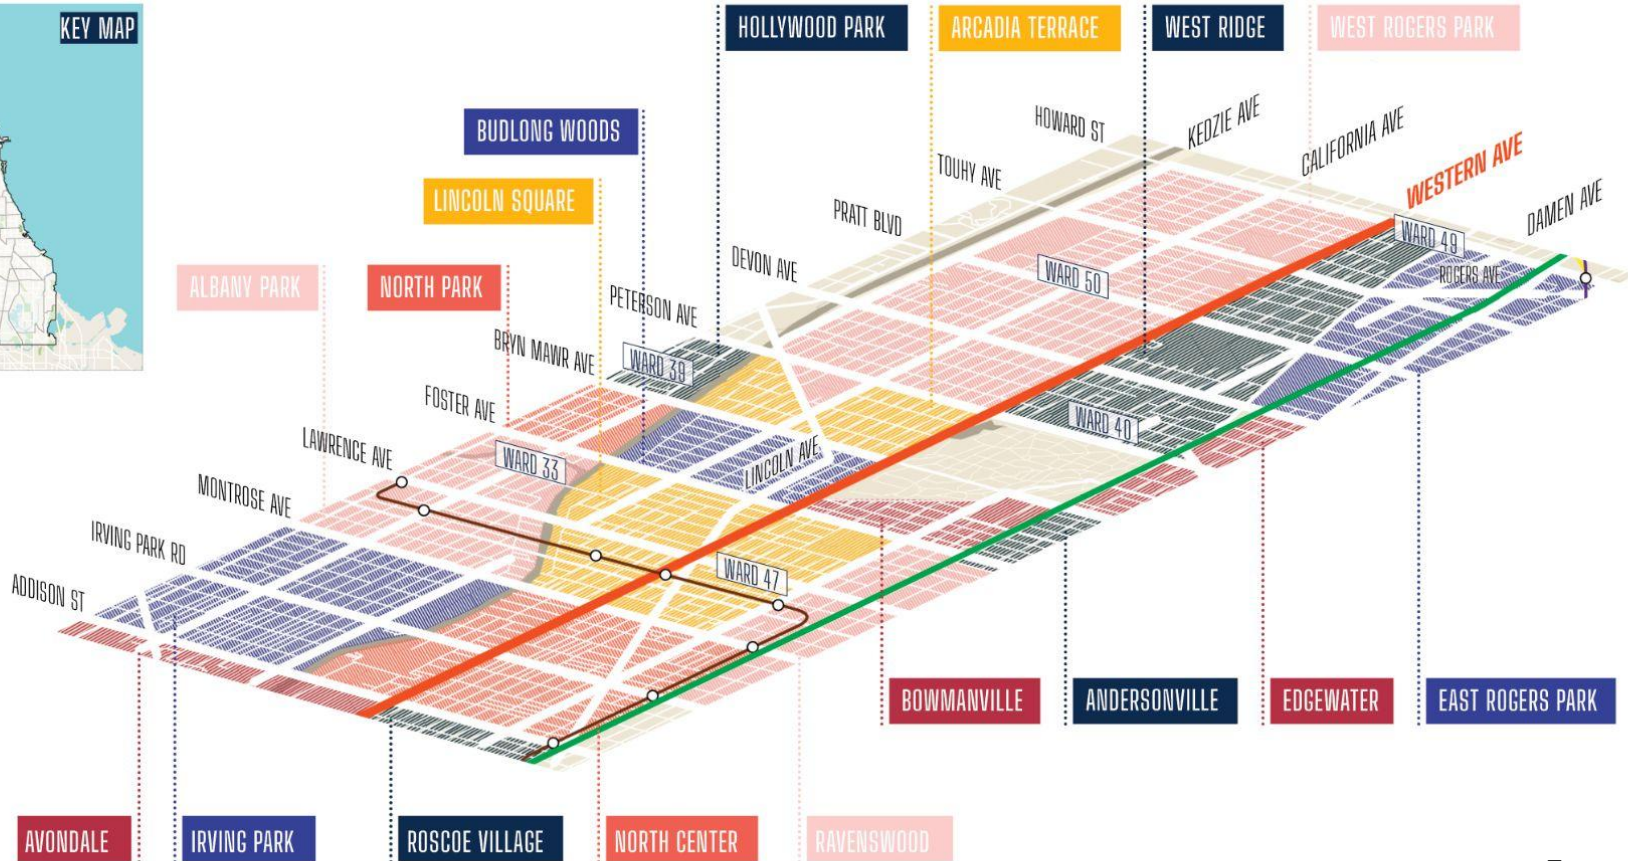 KEY MAP
HOLLYWOOD PARK
ARCADIA TERRACE
WEST RIDGE
WEST ROGERS PARK
BUDLONG WOODS
LINCOLN SQUARE
ALBANY PARK
NORTH PARK
HOWARD ST
KEDZIE AVE
CALIFORNIA AVE
WESTERN AVE
DAMEN AVE
TOUHY AVE
PRATT BLVD
DEVON AVE
PETERSON AVE
BRYN MAWR AVE
FOSTER AVE
LAWRENCE AVE
MONTROSE AVE
IRVING PARK RD
ADDISON ST
WARD 49
ROGERS AVE
WARD 50
WARD 39
WARD 40
LINCOLN AVE
WARD 33
WARD 47
BOWMANVILLE
ANDERSONVILLE
EDGEWATER
EAST ROGERS PARK
AVONDALE
IRVING PARK
ROSCOE VILLAGE
NORTH CENTER
RAVENSWOOD